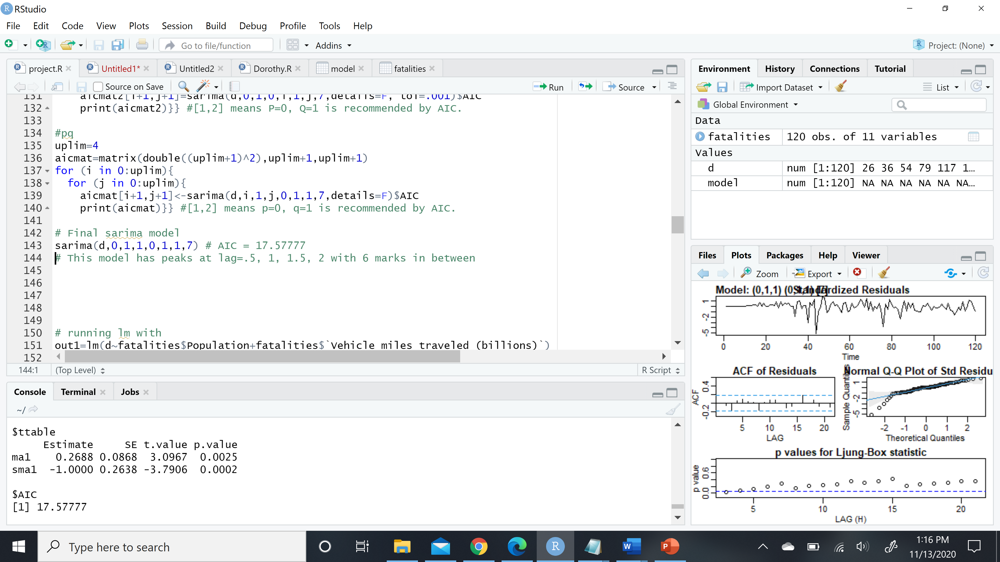 RStudio
File Edit Code View Plots Session Build Debug Profile Tools Help
Go to file/function Addins Project: (None)
project.R Untitled1* Untitled2 Dorothy.R model fatalities
Source on Save Run Source
131 aicmat2[i+1,j+1]=sarima(d,0,1,0,i,1,j,7,details=F, tol=.001)$AIC
132 print(aicmat2)}} #[1,2] means P=0, Q=1 is recommended by AIC.
133
134 #pq
135 uplim=4
136 aicmat=matrix(double((uplim+1)^2),uplim+1,uplim+1)
137 for (i in 0:uplim){
138 for (j in 0:uplim){
139 aicmat[i+1,j+1]<-sarima(d,i,1,j,0,1,1,7,details=F)$AIC
140 print(aicmat)}} #[1,2] means p=0, q=1 is recommended by AIC.
141
142 # Final sarima model
143 sarima(d,0,1,1,0,1,1,7) # AIC = 17.57777
144 # This model has peaks at lag=.5, 1, 1.5, 2 with 6 marks in between
145
146
147
148
149
150 # running lm with
151 out1=lm(d~fatalities$Population+fatalities$`Vehicle miles traveled (billions)`)
152
144:1 (Top Level) R Script
Console Terminal Jobs
~/
$ttable
Estimate SE t.value p.value
ma1 0.2688 0.0868 3.0967 0.0025
sma1 -1.0000 0.2638 -3.7906 0.0002
$AIC
[1] 17.57777
Environment History Connections Tutorial
Import Dataset List
Global Environment
Data
fatalities 120 obs. of 11 variables
Values
d num [1:120] 26 36 54 79 117 1...
model num [1:120] NA NA NA NA NA NA...
Files Plots Packages Help Viewer
Zoom Export
Model: (0,1,1) (0,1,1) [7] Standardized Residuals
1
-2
-5
0 20 40 60 80 100 120
Time
ACF of Residuals
ACF
0.4
-0.2
5 10 15 20
LAG
Normal Q-Q Plot of Std Residu
Sample Quantiles
1
-2
-5
-2 -1 0 1 2
Theoretical Quantiles
p values for Ljung-Box statistic
p value
0.6
0.0
5 10 15 20
LAG (H)
Type here to search
1:16 PM
11/13/2020